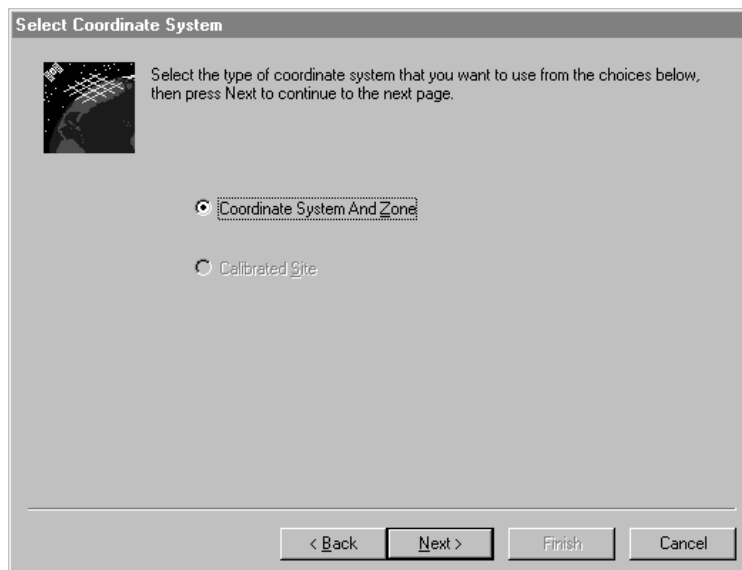 Select Coordinate System
Select the type of coordinate system that you want to use from the choices below,
then press Next to continue to the next page.
Coordinate System And Zone
Calibrated Site
< Back
Next >
Finish
Cancel